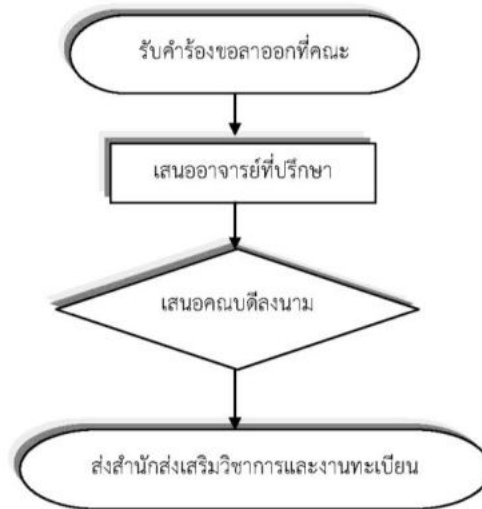 รับคำร้องขอลาออกที่คณะ
เสนออาจารย์ที่ปรึกษา
เสนอคณบดีลงนาม
ส่งสำนักส่งเสริมวิชาการและงานทะเบียน